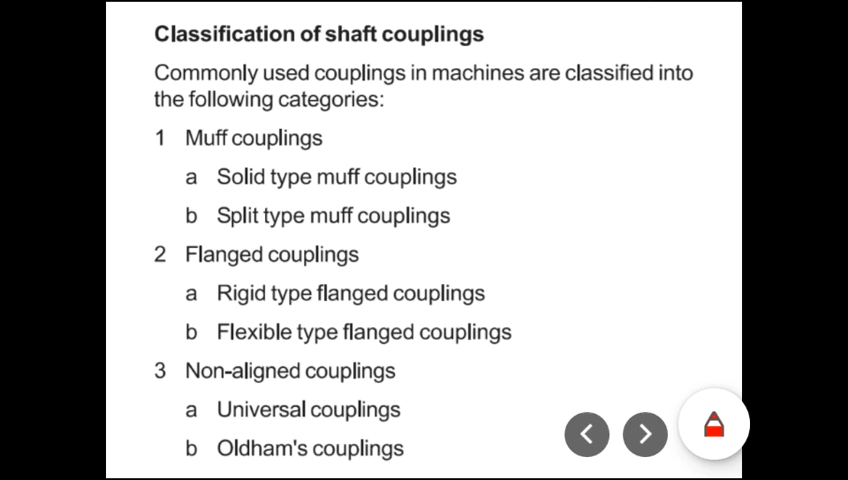 Classification of shaft couplings
Commonly used couplings in machines are classified into
the following categories:
1 Muff couplings
a Solid type muff couplings
b Split type muff couplings
2 Flanged couplings
a Rigid type flanged couplings
b Flexible type flanged couplings
3 Non-aligned couplings
a Universal couplings
b Oldham's couplings